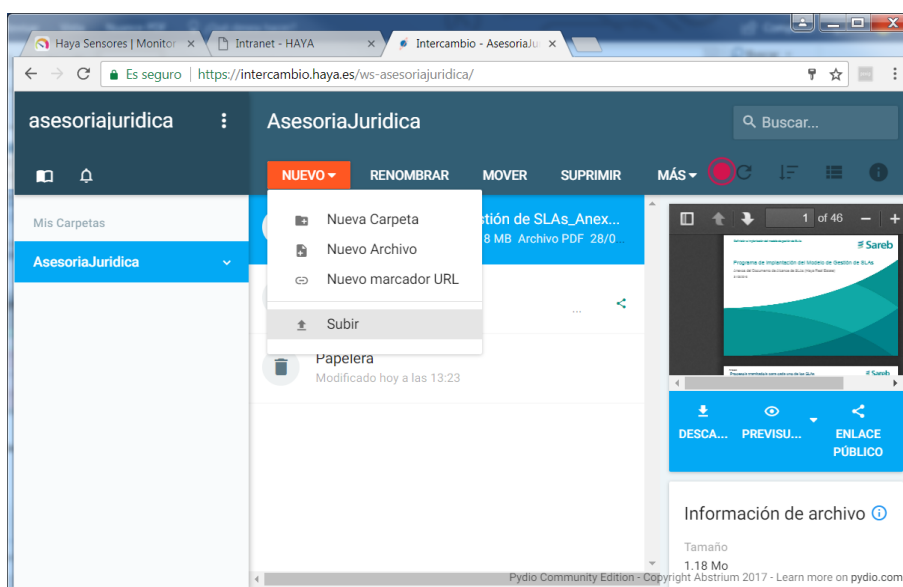 Haya Sensores | Monitor
Intranet - HAYA
Intercambio - AsesoriaJu
Es seguro
https://intercambio.haya.es/ws-asesoriajuridica/
asesoriajuridica
AsesoriaJuridica
Buscar...
NUEVO
RENOMBRAR
MOVER
SUPRIMIR
MÁS
Mis Carpetas
AsesoriaJuridica
Nueva Carpeta
Nuevo Archivo
Nuevo marcador URL
Subir
tión de SLAs_Anex...
8 MB Archivo PDF 28/0...
...
Papelera
Modificado hoy a las 13:23
1 of 46
Sareb
Programa de Implantación del Modelo de Gestión de SLAs
Sareb
DESCA...
PREVISU...
ENLACE
PÚBLICO
Información de archivo
Tamaño
1.18 Mo
Pydio Community Edition - Copyright Abstrium 2017 - Learn more on pydio.com